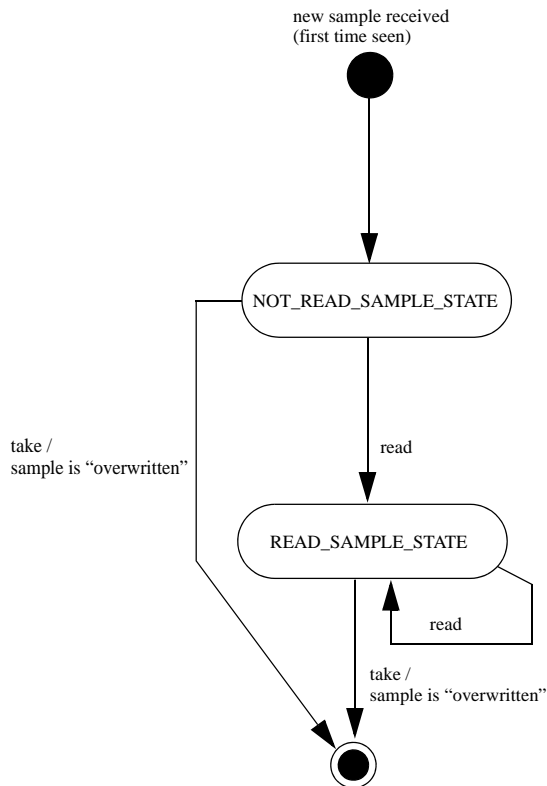 new sample received
(first time seen)
NOT_READ_SAMPLE_STATE
take /
sample is “overwritten”
read
READ_SAMPLE_STATE
read
take /
sample is “overwritten”